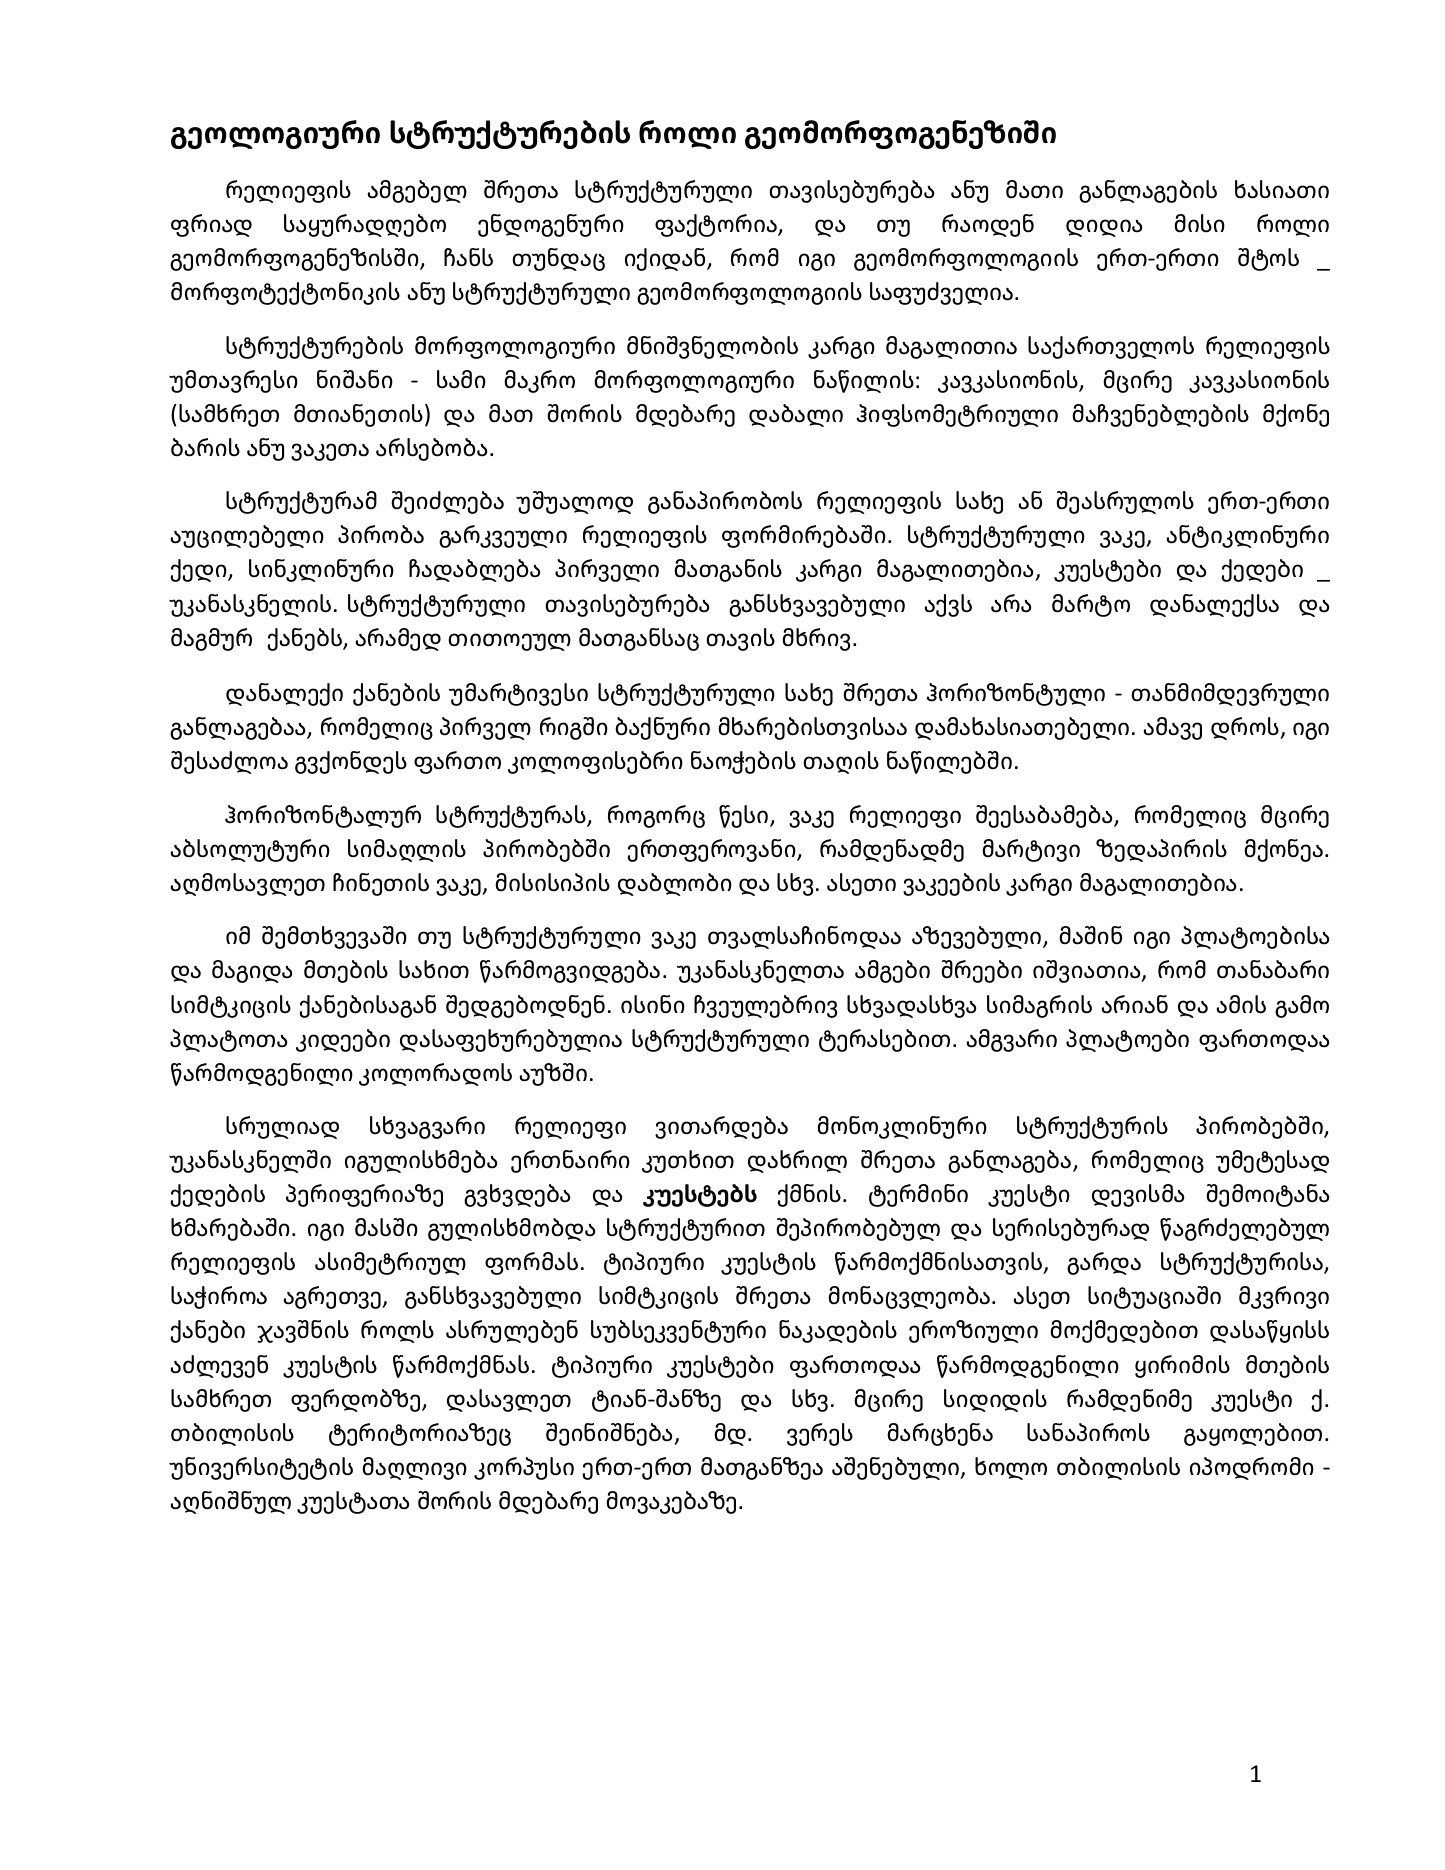 გეოლოგიური სტრუქტურების როლი გეომორფოგენეზიში
რელიეფის ამგებელ შრეთა სტრუქტურული თავისებურება ანუ მათი განლაგების ხასიათი
ფრიად საყურადღებო ენდოგენური ფაქტორია, და თუ რაოდენ დიდია მისი როლი
გეომორფოგენეზისში, ჩანს თუნდაც იქიდან, რომ იგი გეომორფოლოგიის ერთ-ერთი შტოს _
მორფოტექტონიკის ანუ სტრუქტურული გეომორფოლოგიის საფუძველია.
სტრუქტურების მორფოლოგიური მნიშვნელობის კარგი მაგალითია საქართველოს რელიეფის
უმთავრესი ნიშანი - სამი მაკრო მორფოლოგიური ნაწილის: კავკასიონის, მცირე კავკასიონის
(სამხრეთ მთიანეთის) და მათ შორის მდებარე დაბალი ჰიფსომეტრიული მაჩვენებლების მქონე
ბარის ანუ ვაკეთა არსებობა.
სტრუქტურამ შეიძლება უშუალოდ განაპირობოს რელიეფის სახე ან შეასრულოს ერთ-ერთი
აუცილებელი პირობა გარკვეული რელიეფის ფორმირებაში. სტრუქტურული ვაკე, ანტიკლინური
ქედი, სინკლინური ჩადაბლება პირველი მათგანის კარგი მაგალითებია, კუესტები და ქედები _
უკანასკნელის. სტრუქტურული თავისებურება განსხვავებული აქვს არა მარტო დანალექსა და
მაგმურ ქანებს, არამედ თითოეულ მათგანსაც თავის მხრივ.
დანალექი ქანების უმარტივესი სტრუქტურული სახე შრეთა ჰორიზონტული - თანმიმდევრული
განლაგებაა, რომელიც პირველ რიგში ბაქნური მხარებისთვისაა დამახასიათებელი. ამავე დროს, იგი
შესაძლოა გვქონდეს ფართო კოლოფისებრი ნაოჭების თაღის ნაწილებში.
ჰორიზონტალურ სტრუქტურას, როგორც წესი, ვაკე რელიეფი შეესაბამება, რომელიც მცირე
აბსოლუტური სიმაღლის პირობებში ერთფეროვანი, რამდენადმე მარტივი ზედაპირის მქონეა.
აღმოსავლეთ ჩინეთის ვაკე, მისისიპის დაბლობი და სხვ. ასეთი ვაკეების კარგი მაგალითებია.
იმ შემთხვევაში თუ სტრუქტურული ვაკე თვალსაჩინოდაა აზევებული, მაშინ იგი პლატოებისა
და მაგიდა მთების სახით წარმოგვიდგება. უკანასკნელთა ამგები შრეები იშვიათია, რომ თანაბარი
სიმტკიცის ქანებისაგან შედგებოდნენ. ისინი ჩვეულებრივ სხვადასხვა სიმაგრის არიან და ამის გამო
პლატოთა კიდეები დასაფეხურებულია სტრუქტურული ტერასებით. ამგვარი პლატოები ფართოდაა
წარმოდგენილი კოლორადოს აუზში.
სრულიად სხვაგვარი რელიეფი ვითარდება მონოკლინური სტრუქტურის პირობებში,
უკანასკნელში იგულისხმება ერთნაირი კუთხით დახრილ შრეთა განლაგება, რომელიც უმეტესად
ქედების პერიფერიაზე გვხვდება და კუესტებს ქმნის. ტერმინი კუესტი დევისმა შემოიტანა
ხმარებაში. იგი მასში გულისხმობდა სტრუქტურით შეპირობებულ და სერისებურად წაგრძელებულ
რელიეფის ასიმეტრიულ ფორმას. ტიპიური კუესტის წარმოქმნისათვის, გარდა სტრუქტურისა,
საჭიროა აგრეთვე, განსხვავებული სიმტკიცის შრეთა მონაცვლეობა. ასეთ სიტუაციაში მკვრივი
ქანები ჯავშნის როლს ასრულებენ სუბსეკვენტური ნაკადების ეროზიული მოქმედებით დასაწყისს
აძლევენ კუესტის წარმოქმნას. ტიპიური კუესტები ფართოდაა წარმოდგენილი ყირიმის მთების
სამხრეთ ფერდობზე, დასავლეთ ტიან-შანზე და სხვ. მცირე სიდიდის რამდენიმე კუესტი ქ.
თბილისის ტერიტორიაზეც შეინიშნება, მდ. ვერეს მარცხენა სანაპიროს გაყოლებით.
უნივერსიტეტის მაღლივი კორპუსი ერთ-ერთ მათგანზეა აშენებული, ხოლო თბილისის იპოდრომი -
აღნიშნულ კუესტათა შორის მდებარე მოვაკებაზე.
1